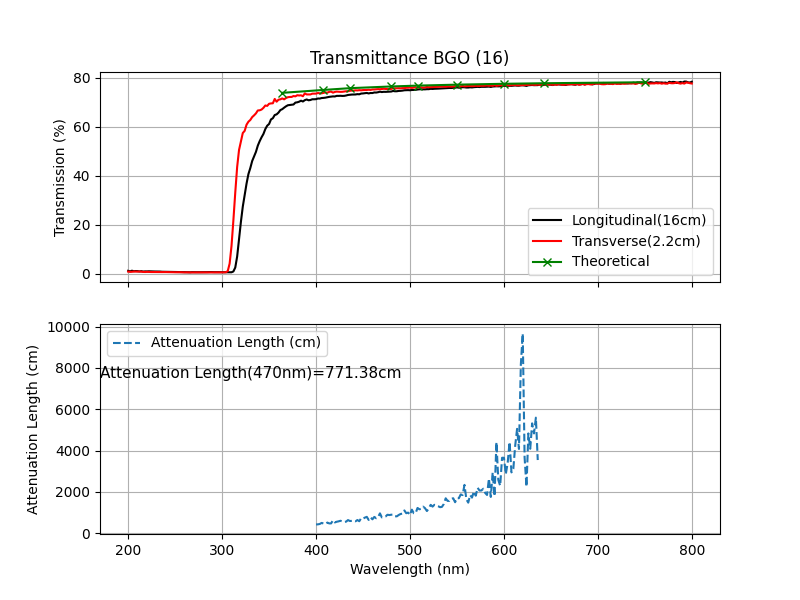 Transmittance BGO (16)
80
60
40
20
0
Transmission (%)
Longitudinal(16cm)
Transverse(2.2cm)
Theoretical
10000
8000
6000
4000
2000
0
Attenuation Length (cm)
Attenuation Length (cm)
Attenuation Length(470nm)=771.38cm
200 300 400 500 600 700 800
Wavelength (nm)